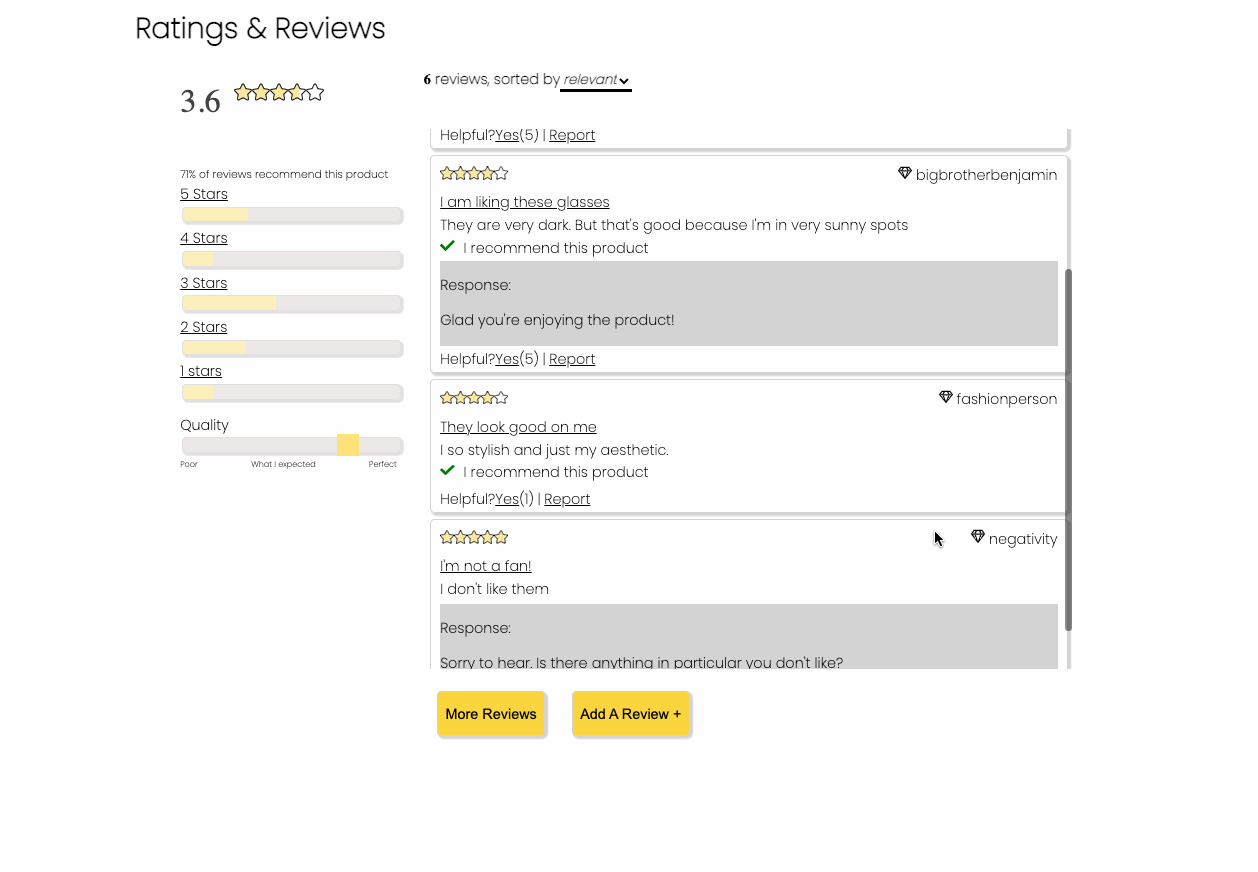 Ratings & Reviews
3.6
71% of reviews recommend this product
5 Stars
4 Stars
3 Stars
2 Stars
1 stars
Quality
Poor What I expected Perfect
6 reviews, sorted by relevant
Helpful?Yes(5) | Report
bigbrotherbenjamin
I am liking these glasses
They are very dark. But that's good because I'm in very sunny spots
I recommend this product
Response:
Glad you're enjoying the product!
Helpful?Yes(5) | Report
fashionperson
They look good on me
I so stylish and just my aesthetic.
I recommend this product
Helpful?Yes(1) | Report
negativity
I'm not a fan!
I don't like them
Response:
Sorry to hear. Is there anything in particular you don't like?
More Reviews Add A Review +